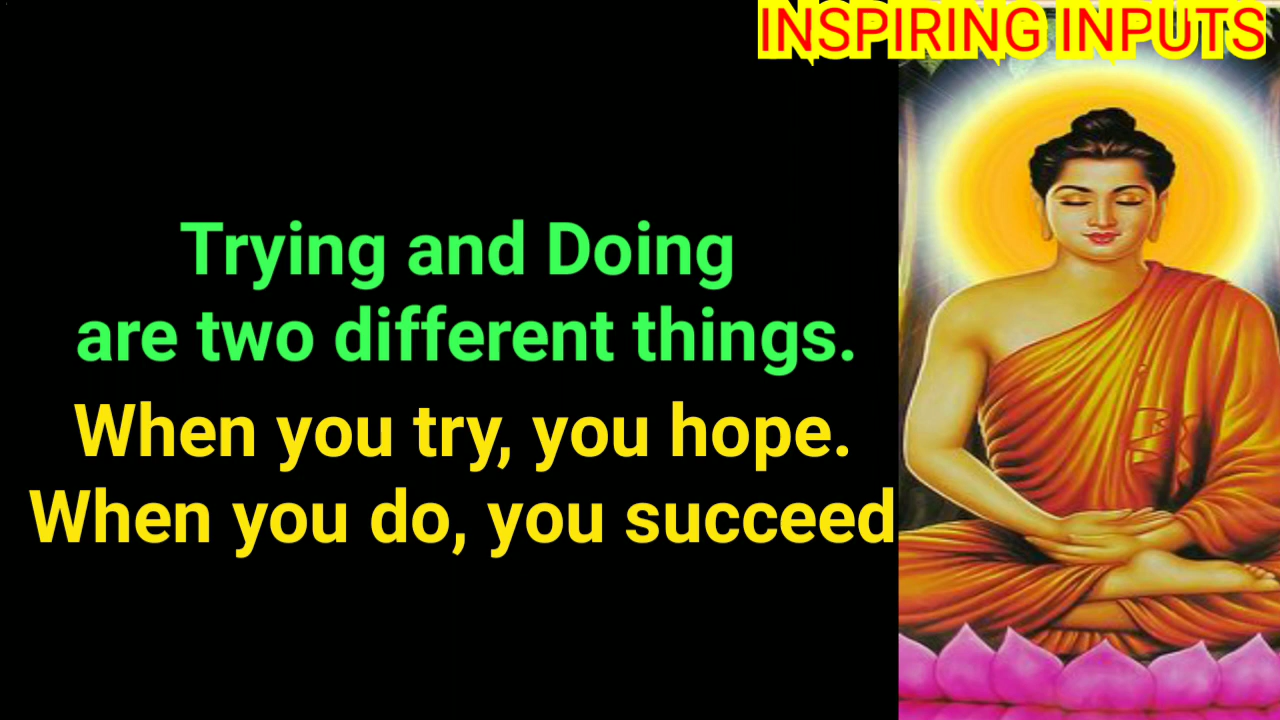 INSPIRING INPUTS
Trying and Doing
are two different things.
When you try, you hope.
When you do, you succeed